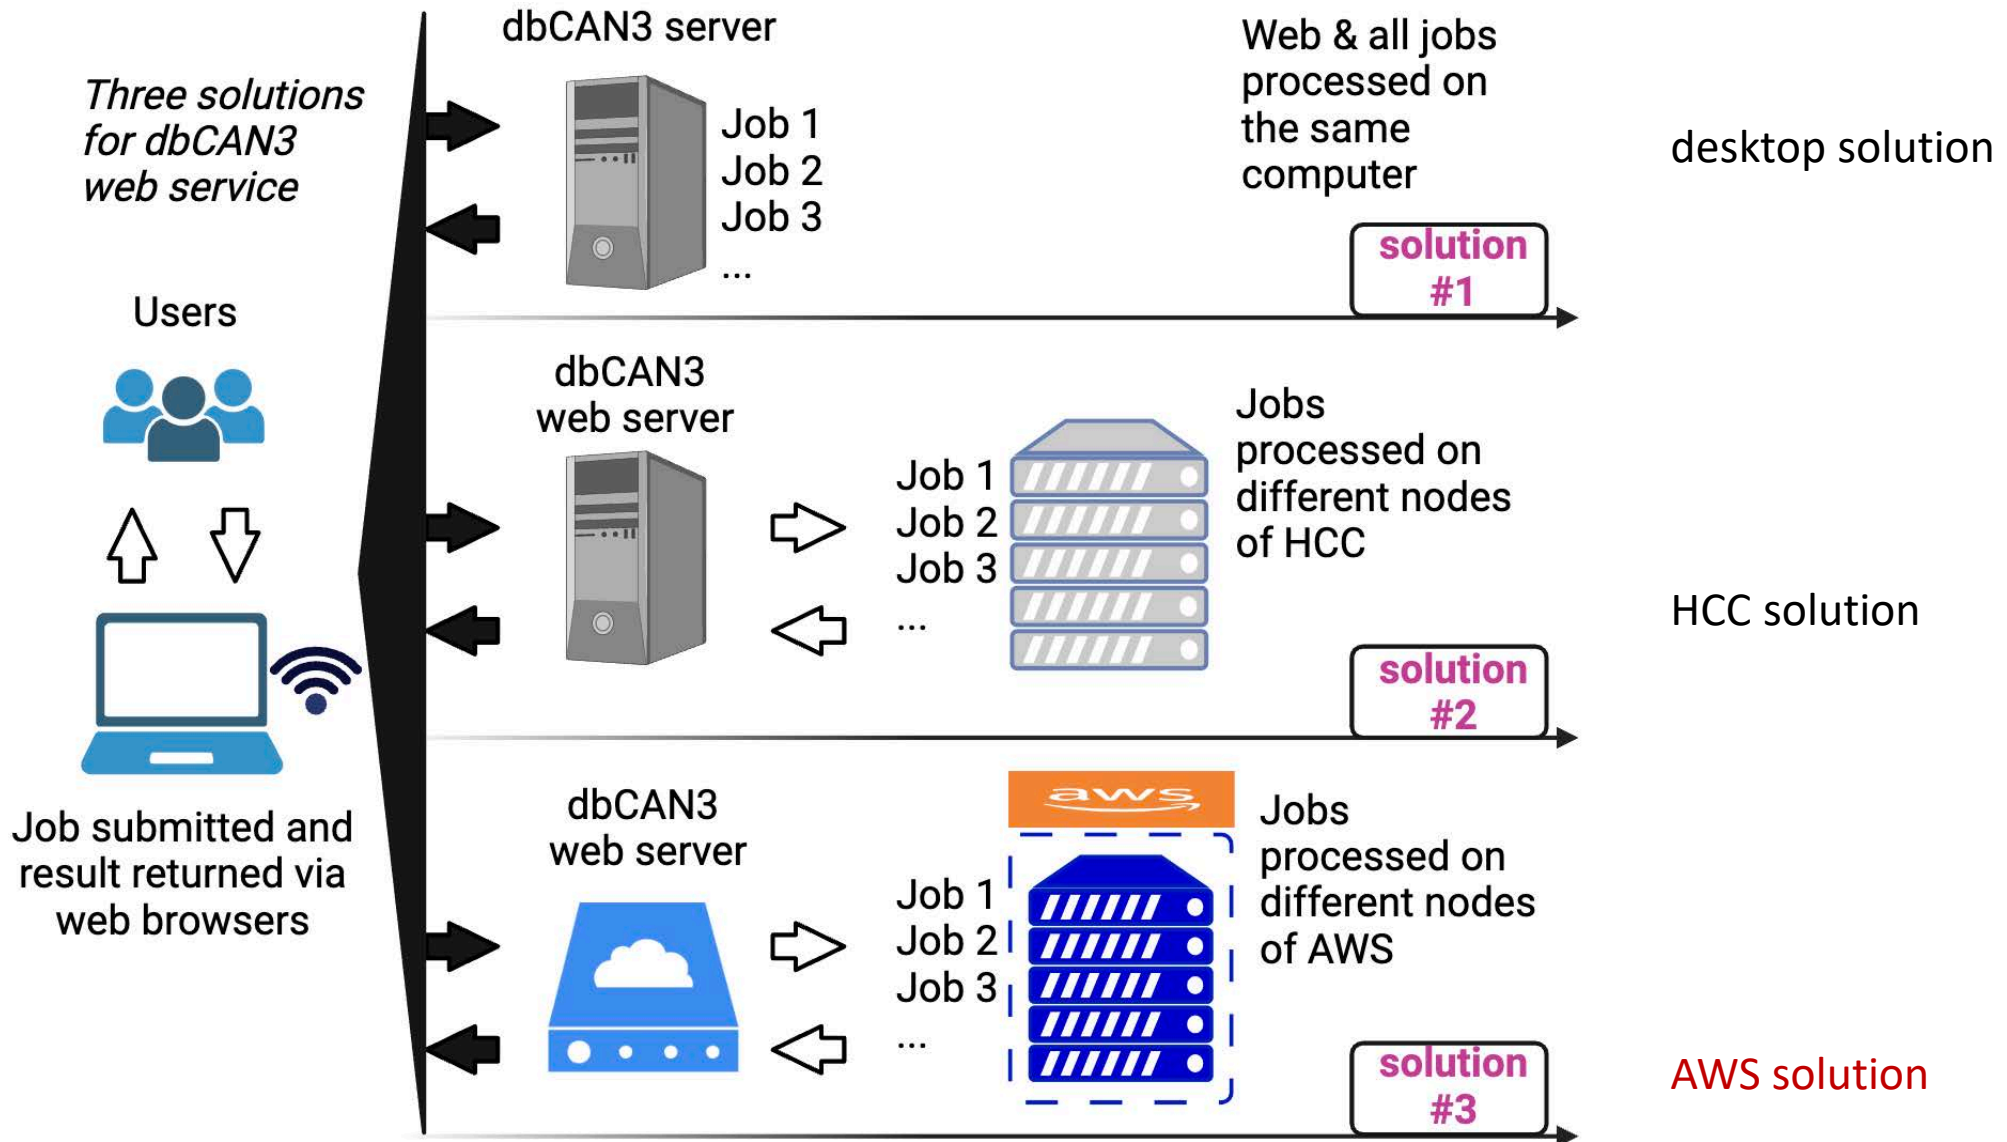 Three solutions
for dbCAN3
web service
Users
Job submitted and
result returned via
web browsers
dbCAN3 server
Job 1
Job 2
Job 3
...
Web & all jobs
processed on
the same
computer
solution
#1
desktop solution
dbCAN3
web server
Job 1
Job 2
Job 3
...
Jobs
processed on
different nodes
of HCC
solution
#2
HCC solution
dbCAN3
web server
aws
Job 1
Job 2
Job 3
...
Jobs
processed on
different nodes
of AWS
solution
#3
AWS solution